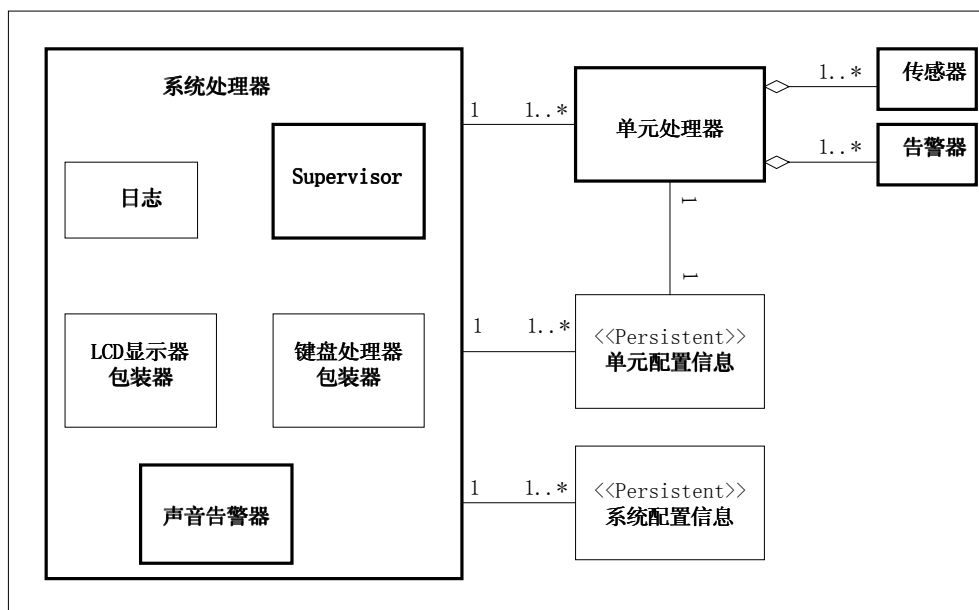 系统处理器
日志
Supervisor
LCD显示器
包装器
键盘处理器
包装器
声音告警器
1
1..*
单元处理器
1..*
传感器
1..*
告警器
1
1
1
1..*
<<Persistent>>
单元配置信息
1
1..*
<<Persistent>>
系统配置信息